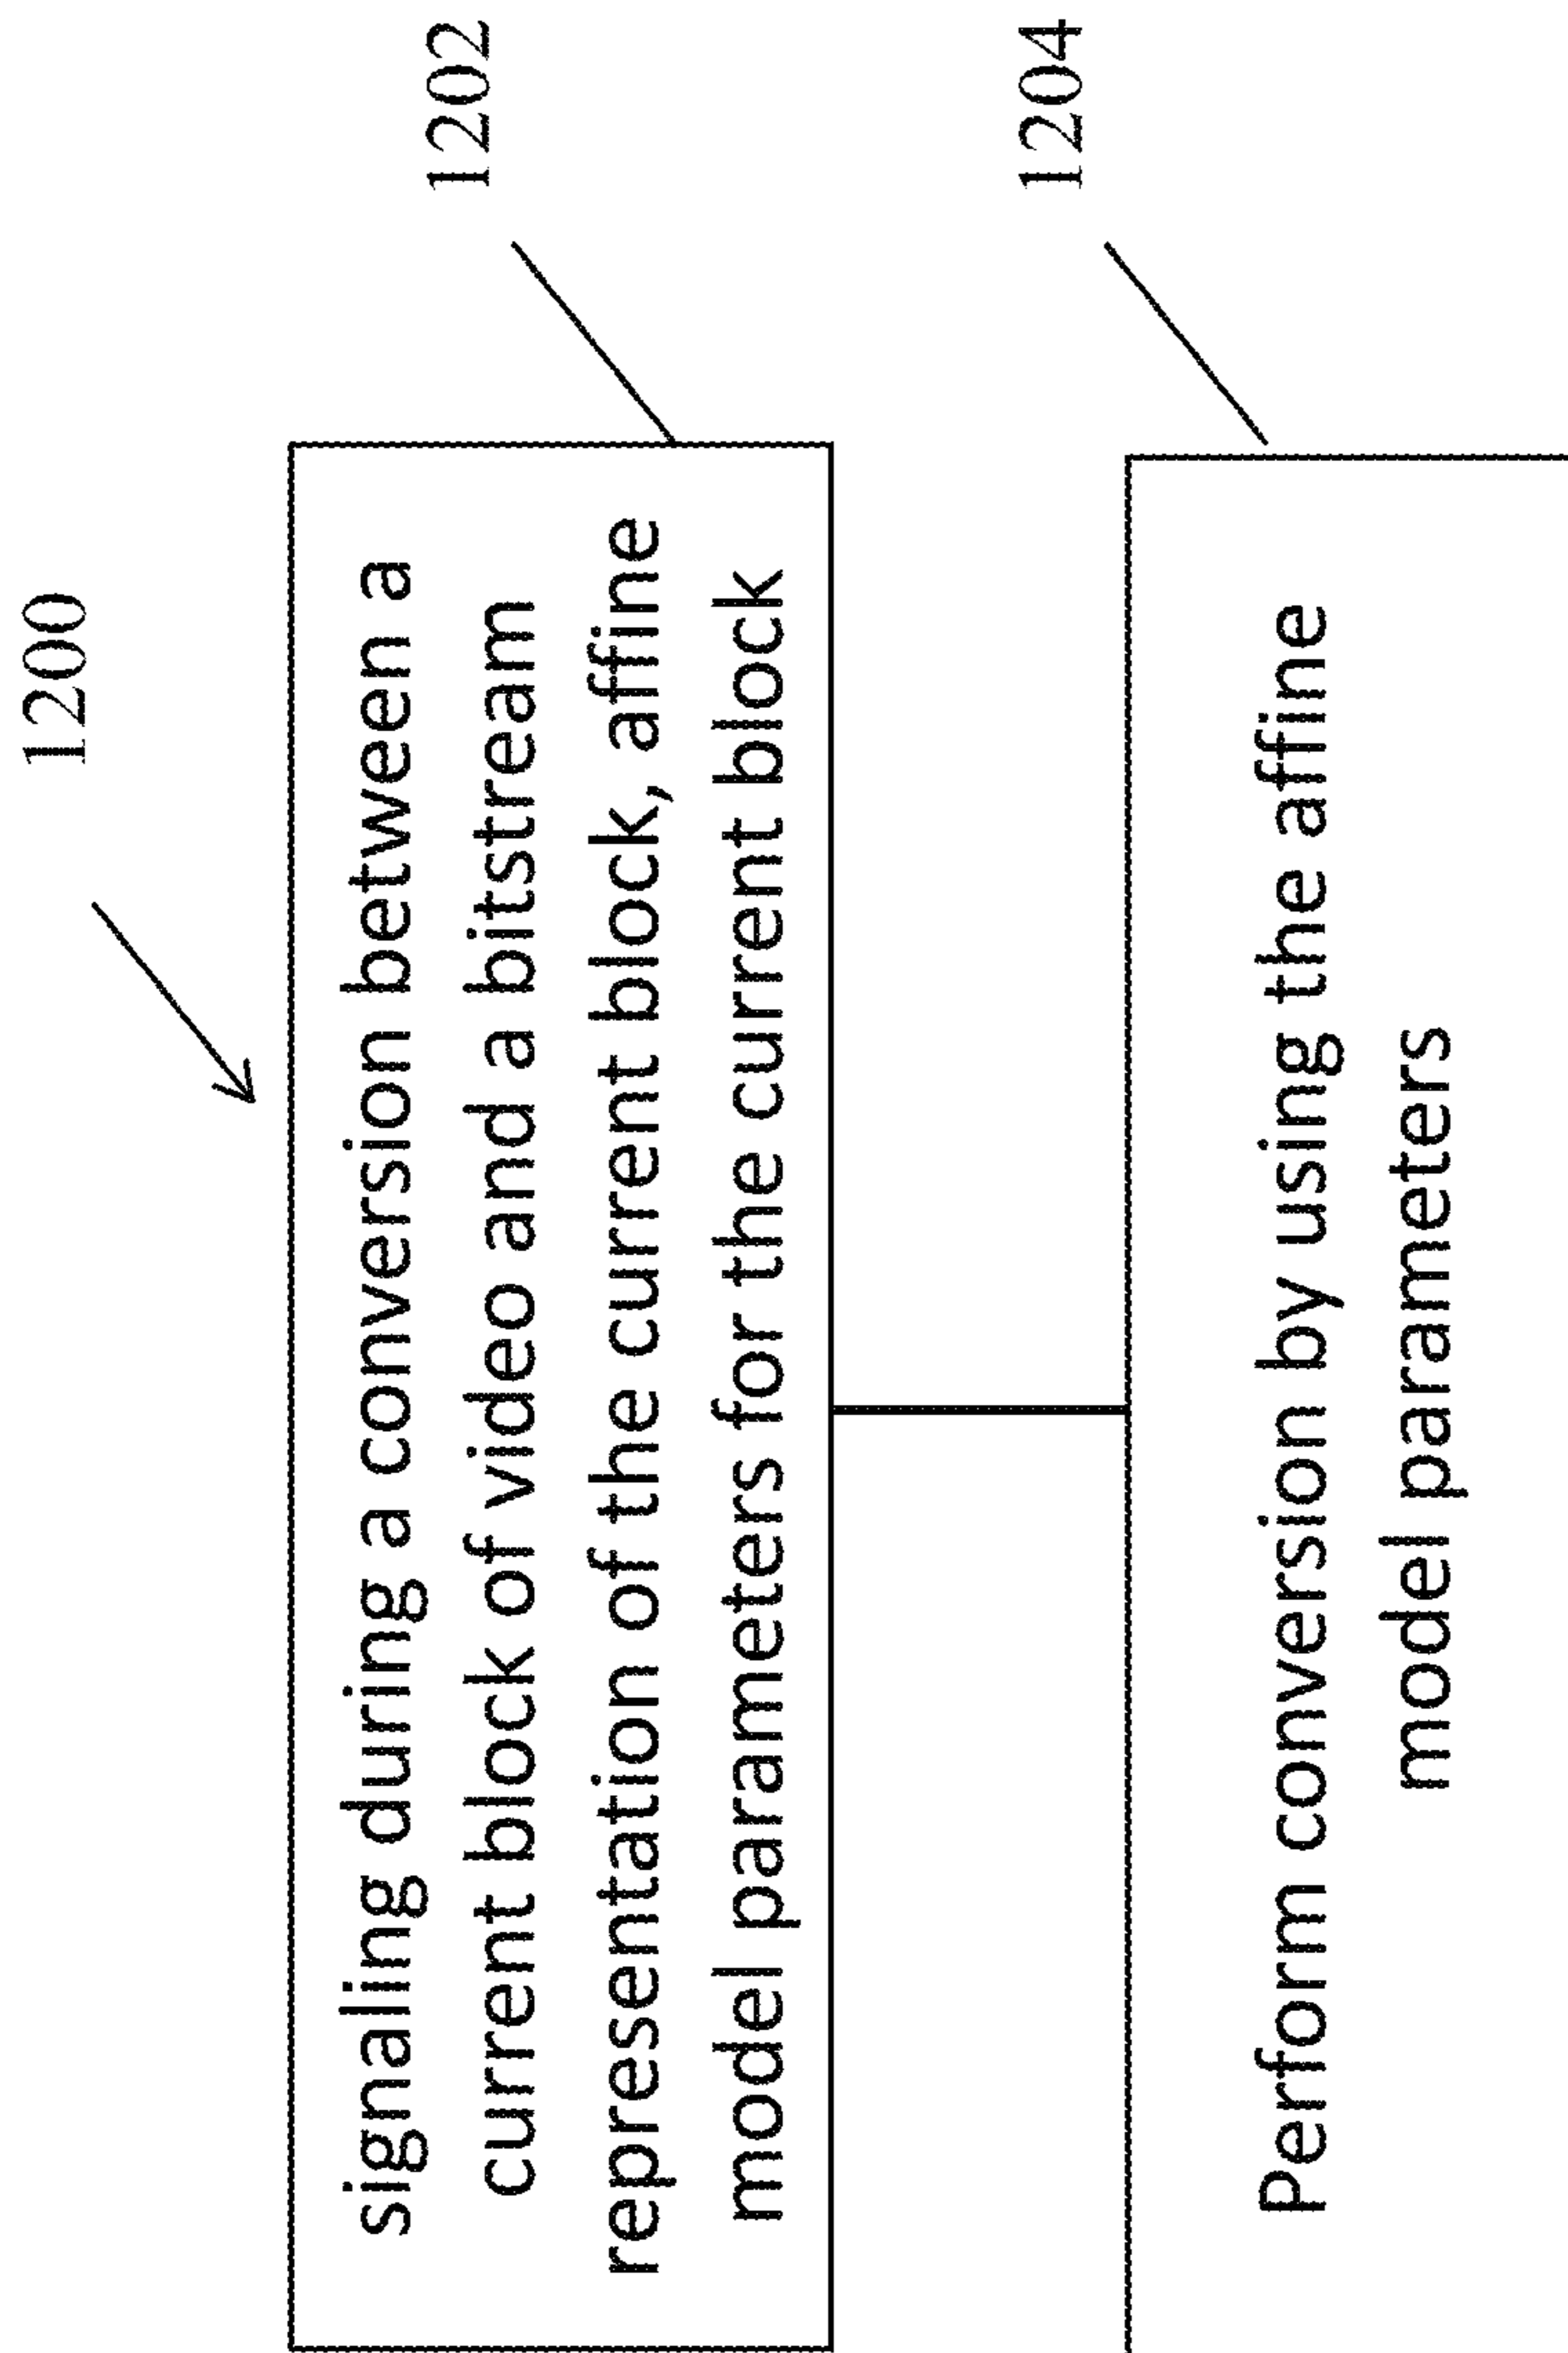 1200
1202
signaling during a conversion between a
current block of video and a bitstream
representation of the current block, affine
model parameters for the current block
1204
Perform conversion by using the affine
model parameters